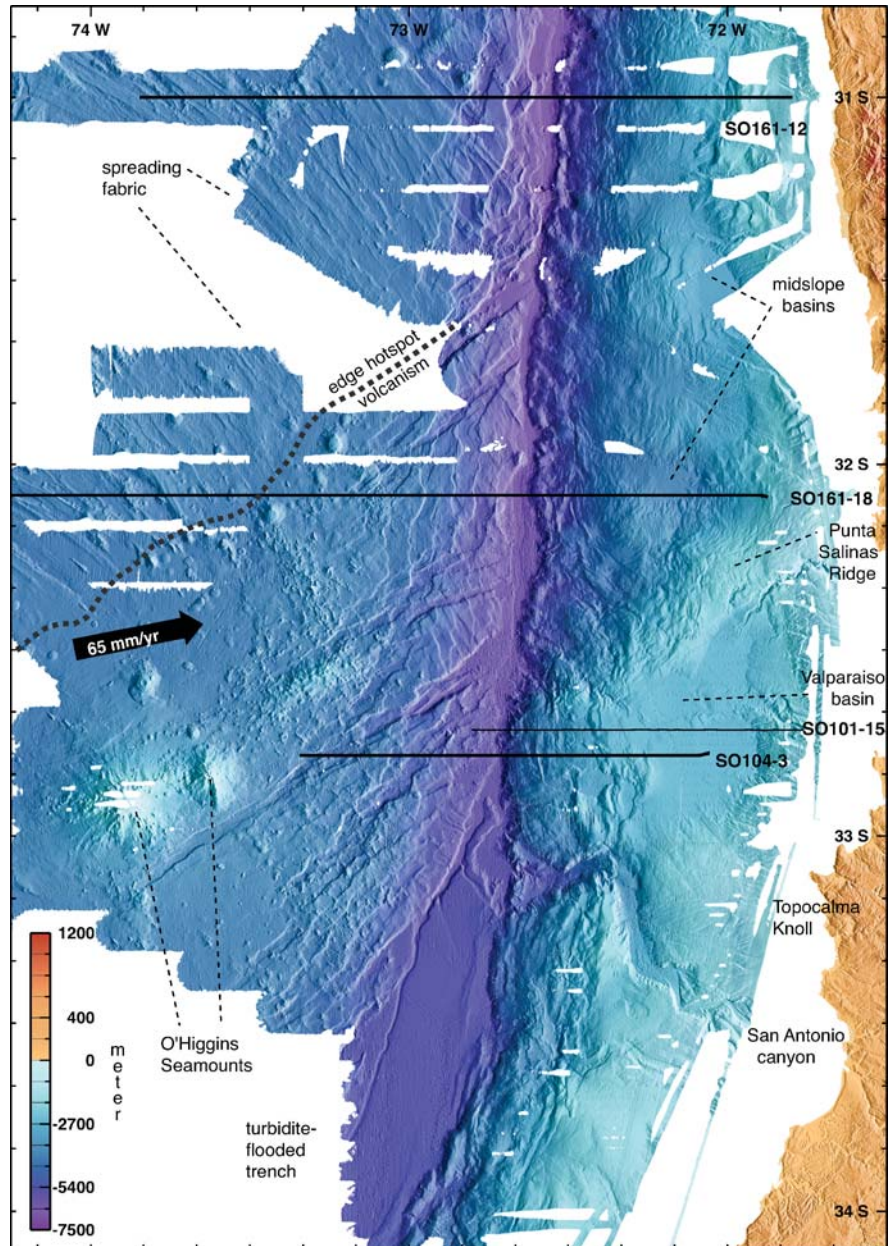 74 W
73 W
72 W
31 S
SO161-12
spreading
fabric
midslope
basins
edge hotspot
volcanism
32 S
SO161-18
Punta
Salinas
Ridge
65 mm/yr
Valparaiso
basin
SO101-15
SO104-3
33 S
1200
400
0
-2700
-5400
-7500
meter
Topocalma
Knoll
O'Higgins
Seamounts
San Antonio
canyon
turbidite-
flooded
trench
34 S